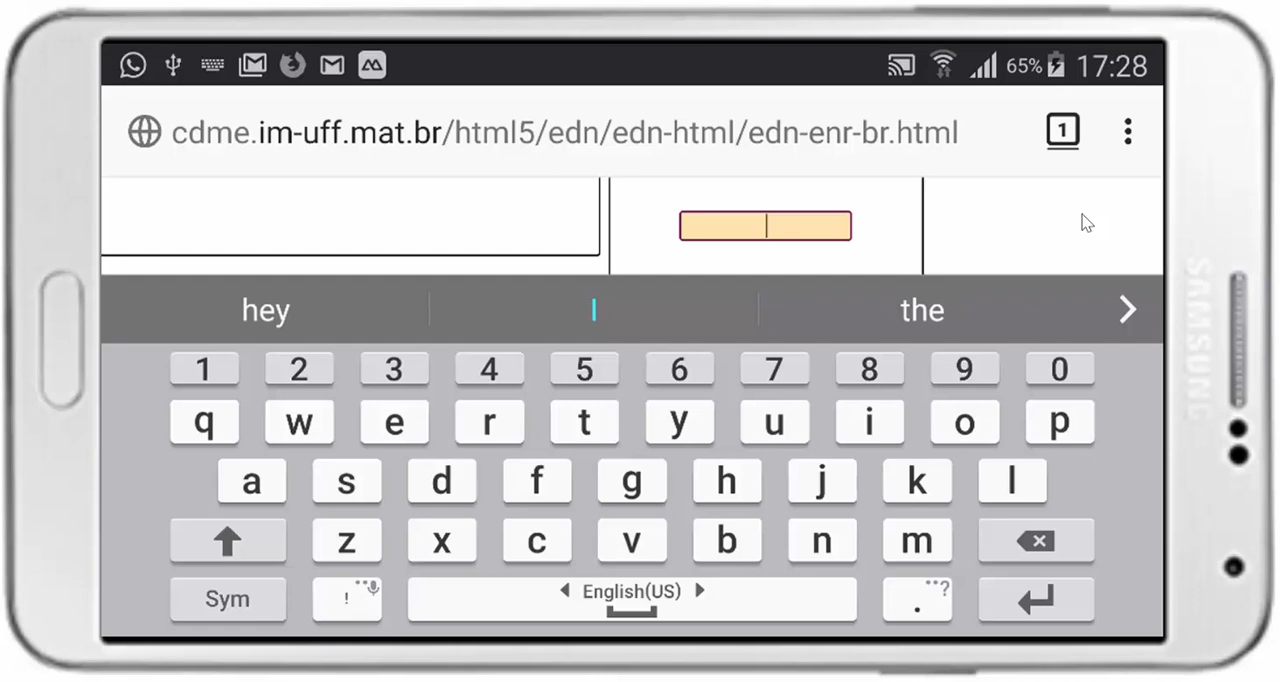 65% 17:28
cdme.im-uff.mat.br/html5/edn/edn-html/edn-enr-br.html 1
hey I the
1 2 3 4 5 6 7 8 9 0
q w e r t y u i o p
a s d f g h j k l
z x c v b n m
Sym ! English(US) . ?
SAMSUNG